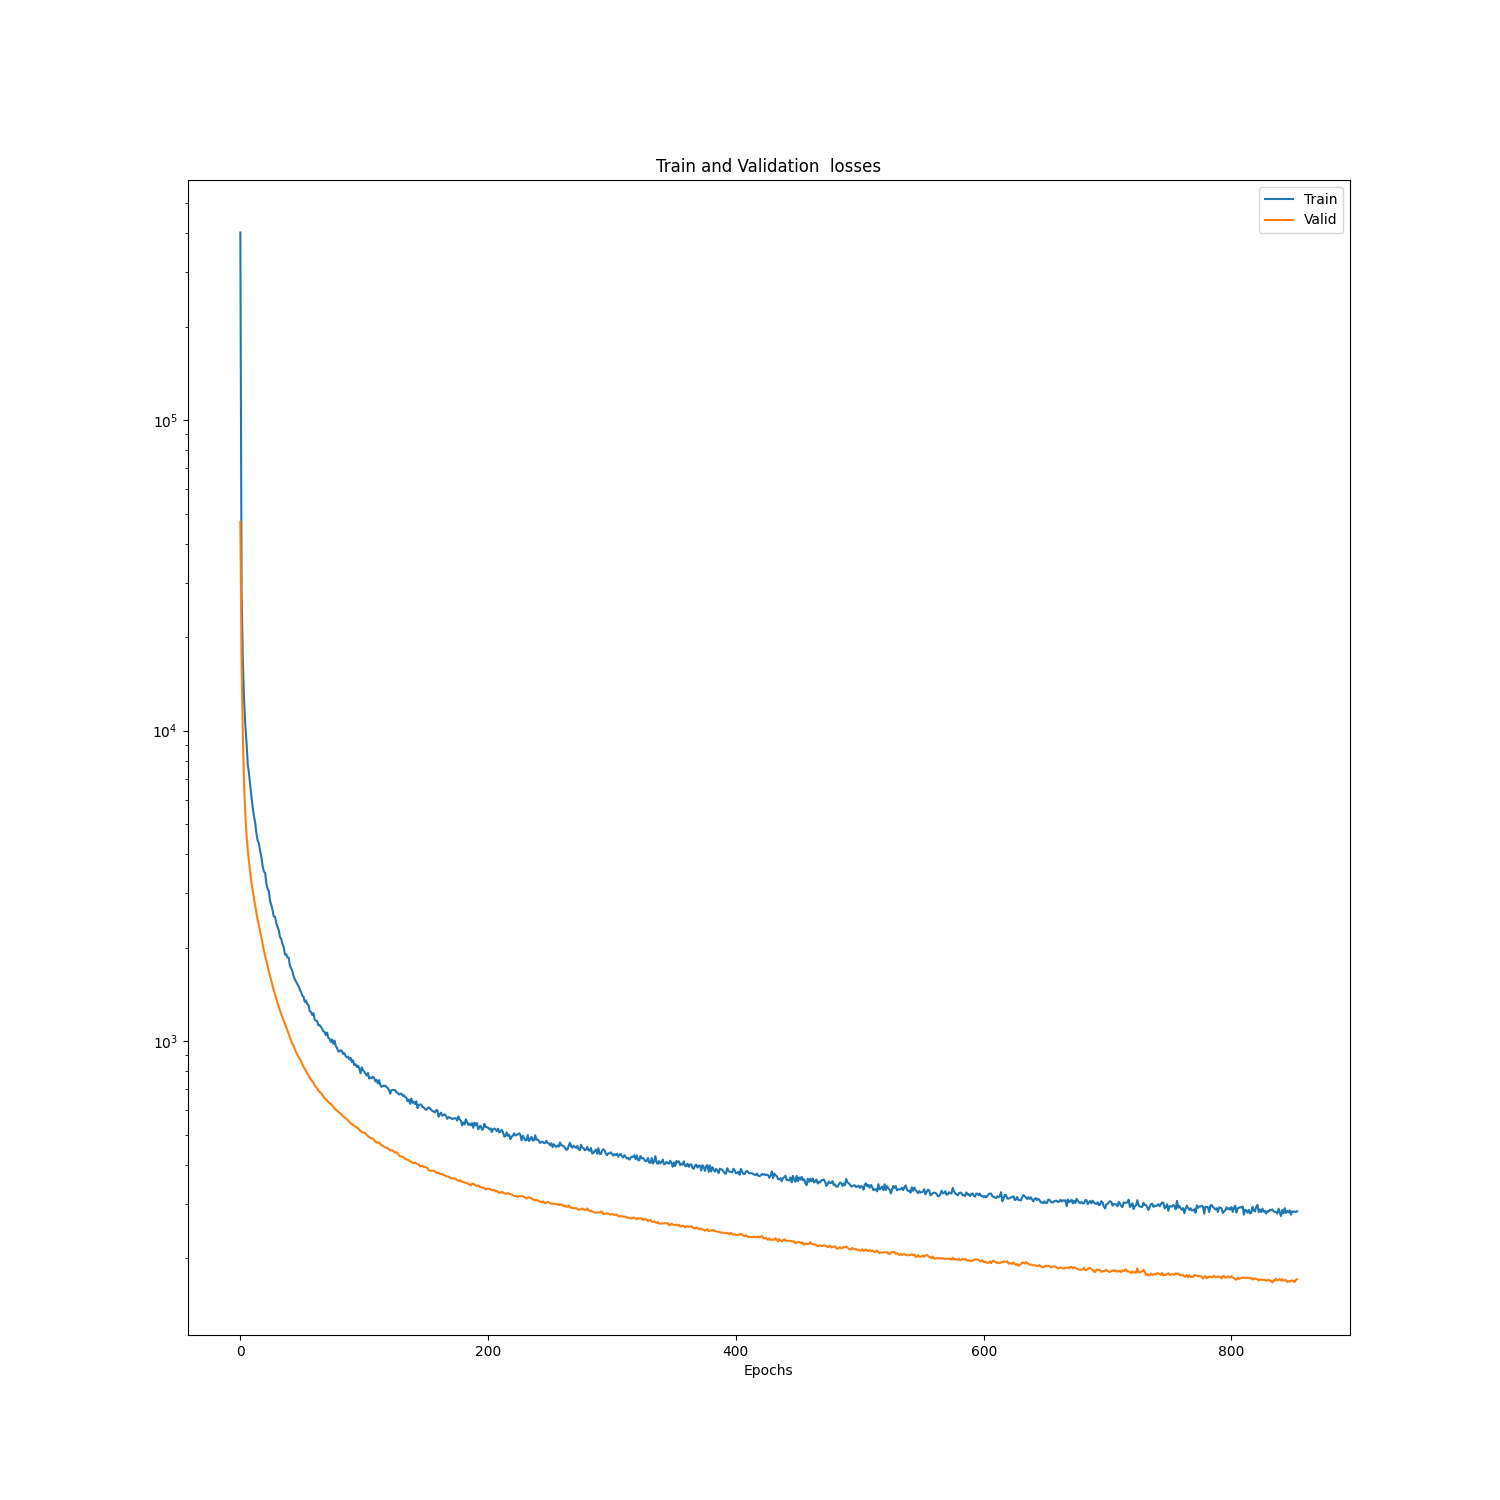 Train and Validation  losses
Train
Valid
10^5
10^4
10^3
0 200 400 600 800
Epochs